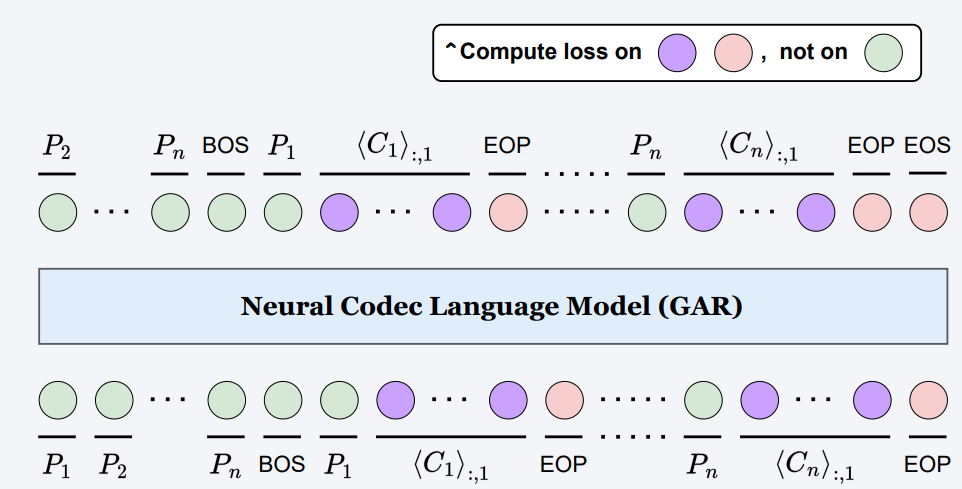 ^Compute loss on , not on
P₂ Pₙ BOS P₁ ⟨C₁⟩:,₁ EOP ..... Pₙ ⟨Cₙ⟩:,₁ EOP EOS
... ... ..... ...
Neural Codec Language Model (GAR)
... ... ..... ...
P₁ P₂ Pₙ BOS P₁ ⟨C₁⟩:,₁ EOP ..... Pₙ ⟨Cₙ⟩:,₁ EOP